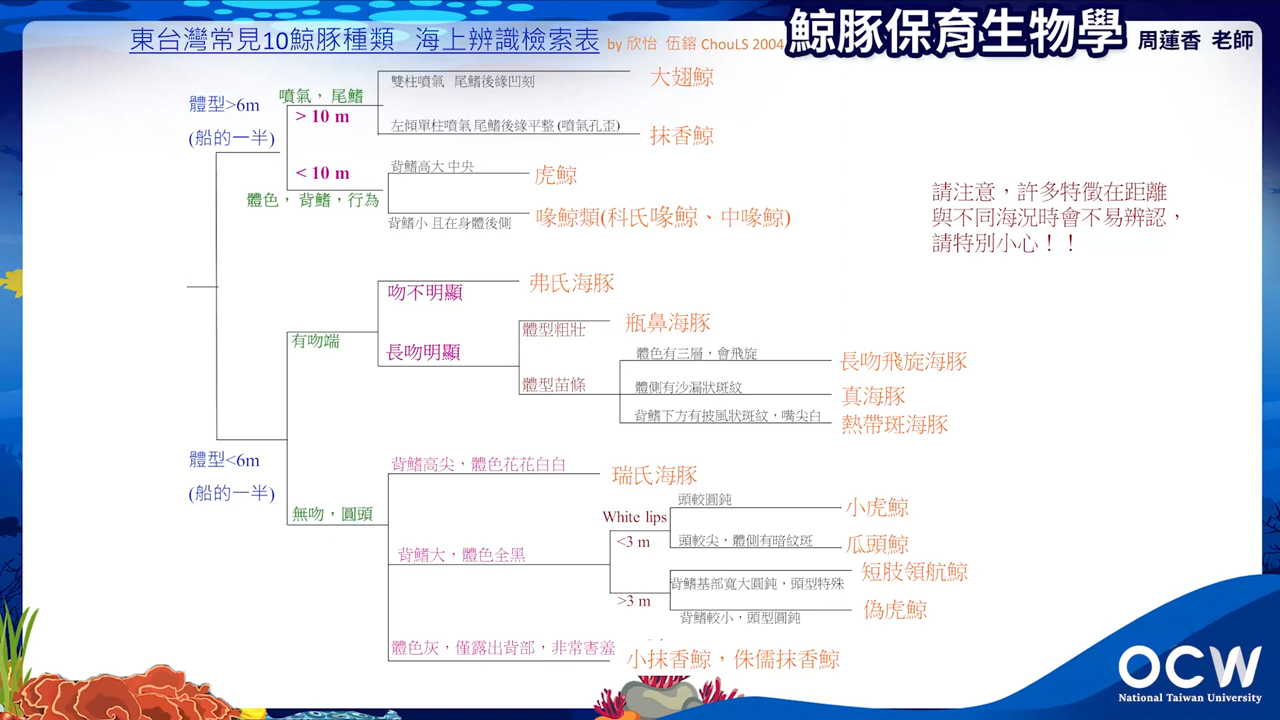 東台灣常見10鯨豚種類 海上辨識檢索表 by 欣怡 伍鎔 ChouLS 2004
鯨豚保育生物學 周蓮香 老師
體型>6m
(船的一半)
噴氣, 尾鰭
> 10 m
雙柱噴氣 尾鰭後緣凹刻
大翅鯨
左傾單柱噴氣 尾鰭後緣平整 (噴氣孔歪)
抹香鯨
< 10 m
體色, 背鰭,行為
背鰭高大 中央
虎鯨
背鰭小 且在身體後側
喙鯨類(科氏喙鯨、中喙鯨)
請注意,許多特徵在距離
與不同海況時會不易辨認,
請特別小心!!
有吻端
吻不明顯
弗氏海豚
長吻明顯
體型粗壯
瓶鼻海豚
體型苗條
體色有三層,會飛旋
長吻飛旋海豚
體側有沙漏狀斑紋
真海豚
背鰭下方有披風狀斑紋,嘴尖白
熱帶斑海豚
體型<6m
(船的一半)
無吻,圓頭
背鰭高尖,體色花花白白
瑞氏海豚
背鰭大,體色全黑
White lips
<3 m
頭較圓鈍
小虎鯨
頭較尖,體側有暗紋斑
瓜頭鯨
>3 m
背鰭基部寬大圓鈍,頭型特殊
短肢領航鯨
背鰭較小,頭型圓鈍
偽虎鯨
體色灰,僅露出背部,非常害羞
小抹香鯨,侏儒抹香鯨
OCW
National Taiwan University